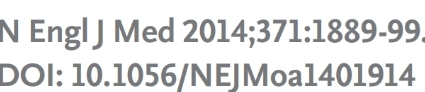 N Engl J Med 2014;371:1889-99.
DOI: 10.1056/NEJMoa1401914